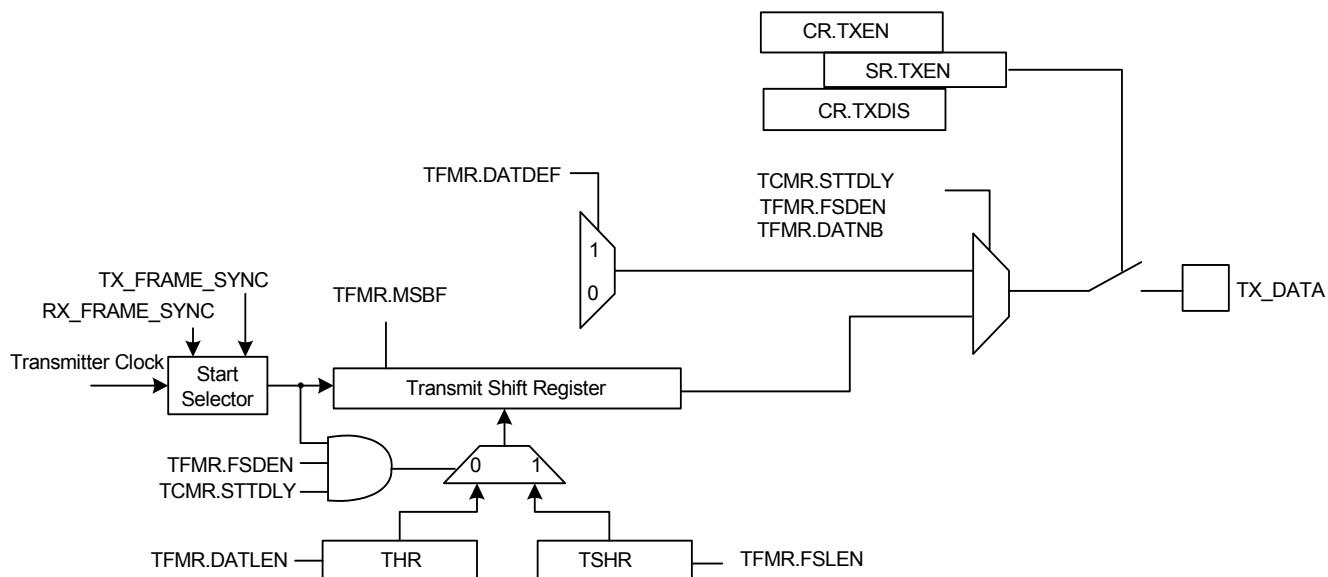 CR.TXEN
SR.TXEN
CR.TXDIS
TFMR.DATDEF
TCMR.STTDLY
TFMR.FSDEN
TFMR.DATNB
1
0
TX_FRAME_SYNC
RX_FRAME_SYNC
TFMR.MSBF
TX_DATA
Transmitter Clock
Start
Selector
Transmit Shift Register
TFMR.FSDEN
TCMR.STTDLY
0 1
TFMR.DATLEN
THR
TSHR
TFMR.FSLEN